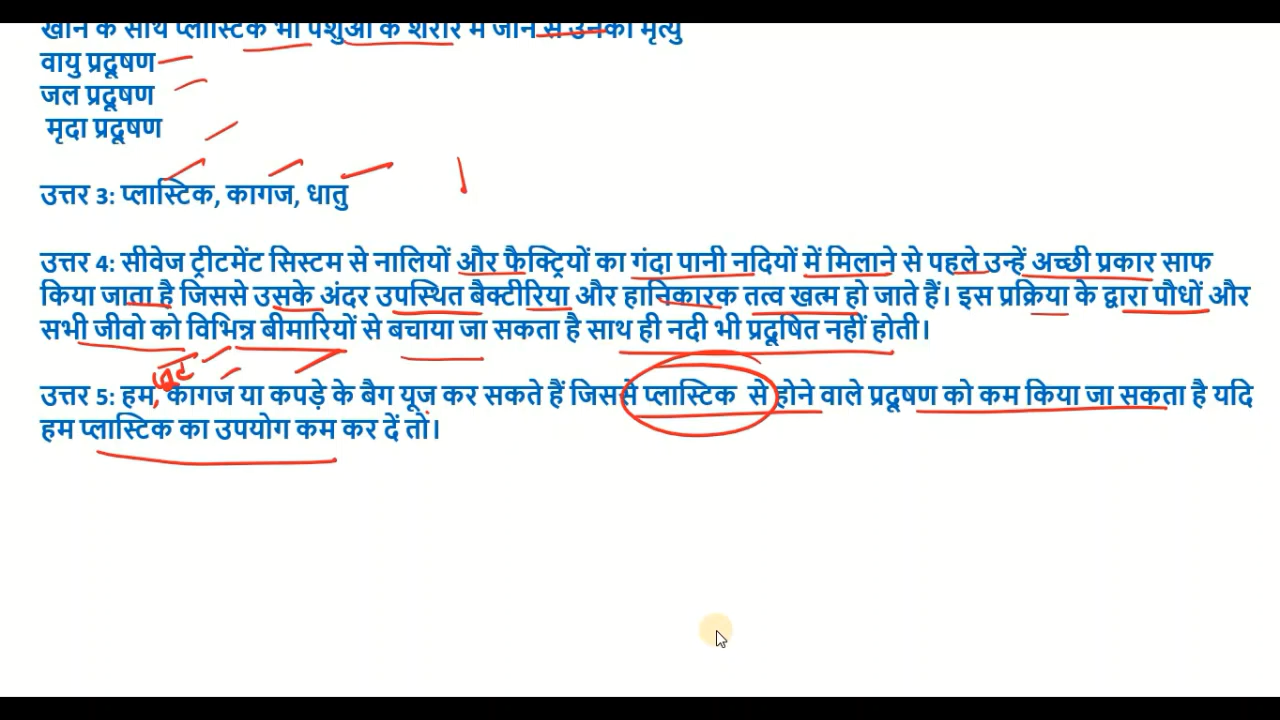 खाने के साथ प्लास्टिक भी पशुओं के शरीर में जाने से उनकी मृत्यु
वायु प्रदूषण
जल प्रदूषण
मृदा प्रदूषण
उत्तर 3: प्लास्टिक, कागज, धातु
उत्तर 4: सीवेज ट्रीटमेंट सिस्टम से नालियों और फैक्ट्रियों का गंदा पानी नदियों में मिलाने से पहले उन्हें अच्छी प्रकार साफ
किया जाता है जिससे उसके अंदर उपस्थित बैक्टीरिया और हानिकारक तत्व खत्म हो जाते हैं। इस प्रक्रिया के द्वारा पौधों और
सभी जीवो को विभिन्न बीमारियों से बचाया जा सकता है साथ ही नदी भी प्रदूषित नहीं होती।
जूट
उत्तर 5: हम, कागज या कपड़े के बैग यूज कर सकते हैं जिससे प्लास्टिक से होने वाले प्रदूषण को कम किया जा सकता है यदि
हम प्लास्टिक का उपयोग कम कर दें तो।